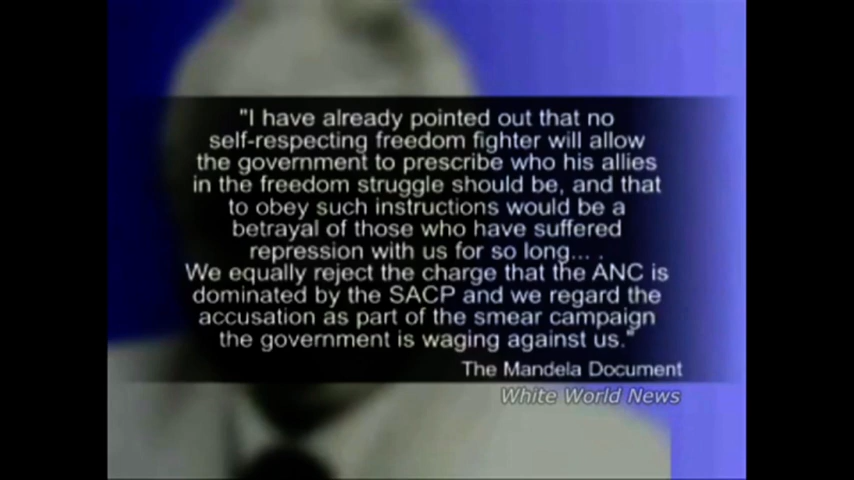 "I have already pointed out that no
self-respecting freedom fighter will allow
the government to prescribe who his allies
in the freedom struggle should be, and that
to obey such instructions would be a
betrayal of those who have suffered
repression with us for so long... .
We equally reject the charge that the ANC is
dominated by the SACP and we regard the
accusation as part of the smear campaign
the government is waging against us."
The Mandela Document
White World News